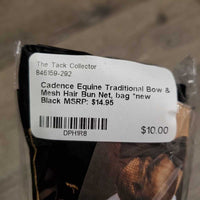 The Tack Collector
846159-292
Cadence Equine Traditional Bow &
Mesh Hair Bun Net, bag *new
Black MSRP: $14.95
DPH918
$10.00